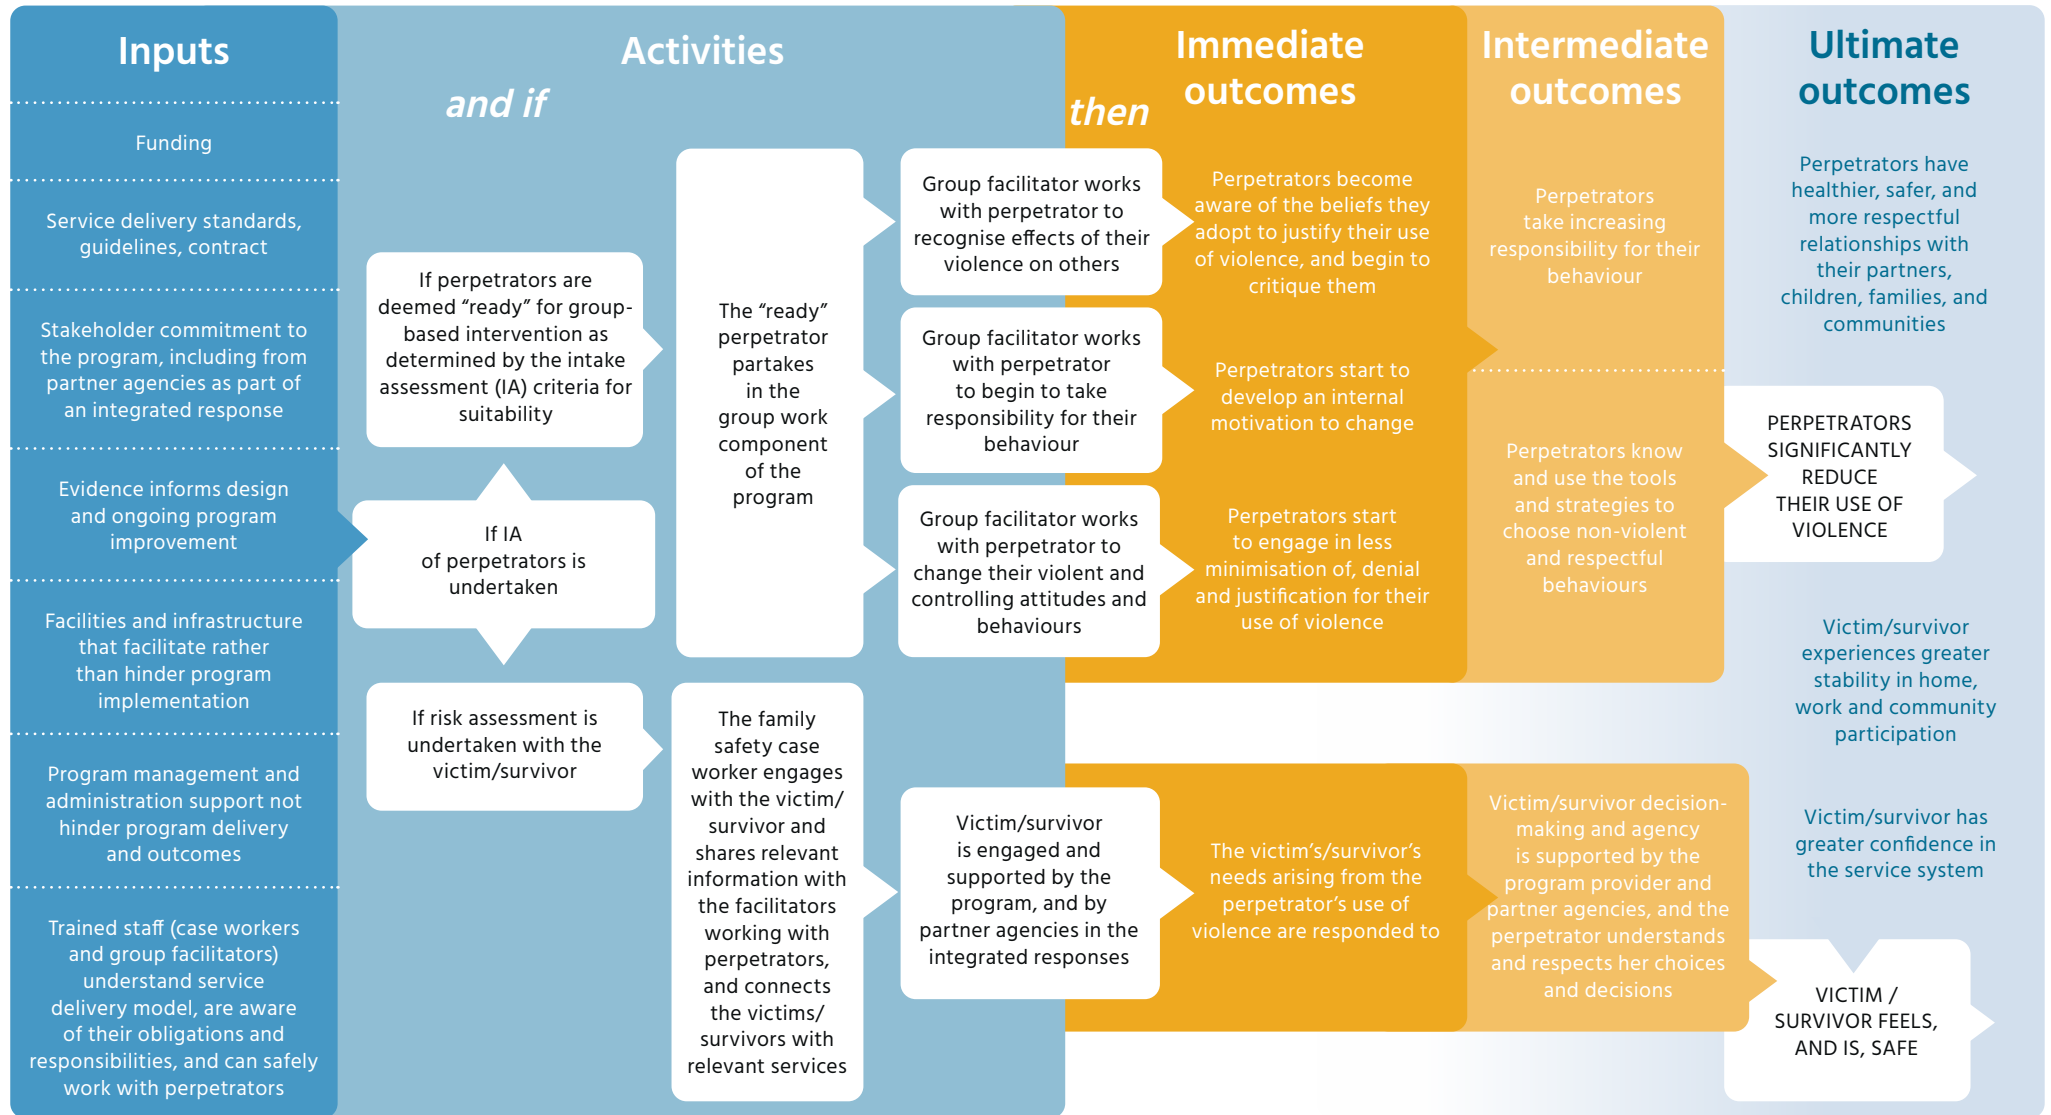 Inputs
Funding
Service delivery standards,
guidelines, contract
Stakeholder commitment to
the program, including from
partner agencies as part of
an integrated response
Evidence informs design
and ongoing program
improvement
Facilities and infrastructure
that facilitate rather
than hinder program
implementation
Program management and
administration support not
hinder program delivery
and outcomes
Trained staff (case workers
and group facilitators)
understand service
delivery model, are aware
of their obligations and
responsibilities, and can safely
work with perpetrators
Activities
and if
If perpetrators are
deemed “ready” for group-
based intervention as
determined by the intake
assessment (IA) criteria for
suitability
If IA
of perpetrators is
undertaken
If risk assessment is
undertaken with the
victim/survivor
The “ready”
perpetrator
partakes
in the
group work
component
of the
program
The family
safety case
worker engages
with the victim/
survivor and
shares relevant
information with
the facilitators
working with
perpetrators,
and connects
the victims/
survivors with
relevant services
Group facilitator works
with perpetrator to
recognise effects of their
violence on others
Group facilitator works
with perpetrator
to begin to take
responsibility for their
behaviour
Group facilitator works
with perpetrator to
change their violent and
controlling attitudes and
behaviours
Victim/survivor
is engaged and
supported by the
program, and by
partner agencies in the
integrated responses
then
Immediate
outcomes
Perpetrators become
aware of the beliefs they
adopt to justify their use
of violence, and begin to
critique them
Perpetrators start to
develop an internal
motivation to change
Perpetrators start
to engage in less
minimisation of, denial
and justification for their
use of violence
The victim’s/survivor’s
needs arising from the
perpetrator’s use of
violence are responded to
Intermediate
outcomes
Perpetrators
take increasing
responsibility for their
behaviour
Perpetrators know
and use the tools
and strategies to
choose non-violent
and respectful
behaviours
Victim/survivor decision-
making and agency
is supported by the
program provider and
partner agencies, and the
perpetrator understands
and respects her choices
and decisions
Ultimate
outcomes
Perpetrators have
healthier, safer, and
more respectful
relationships with
their partners,
children, families, and
communities
PERPETRATORS
SIGNIFICANTLY
REDUCE
THEIR USE OF
VIOLENCE
Victim/survivor
experiences greater
stability in home,
work and community
participation
Victim/survivor has
greater confidence in
the service system
VICTIM /
SURVIVOR FEELS,
AND IS, SAFE